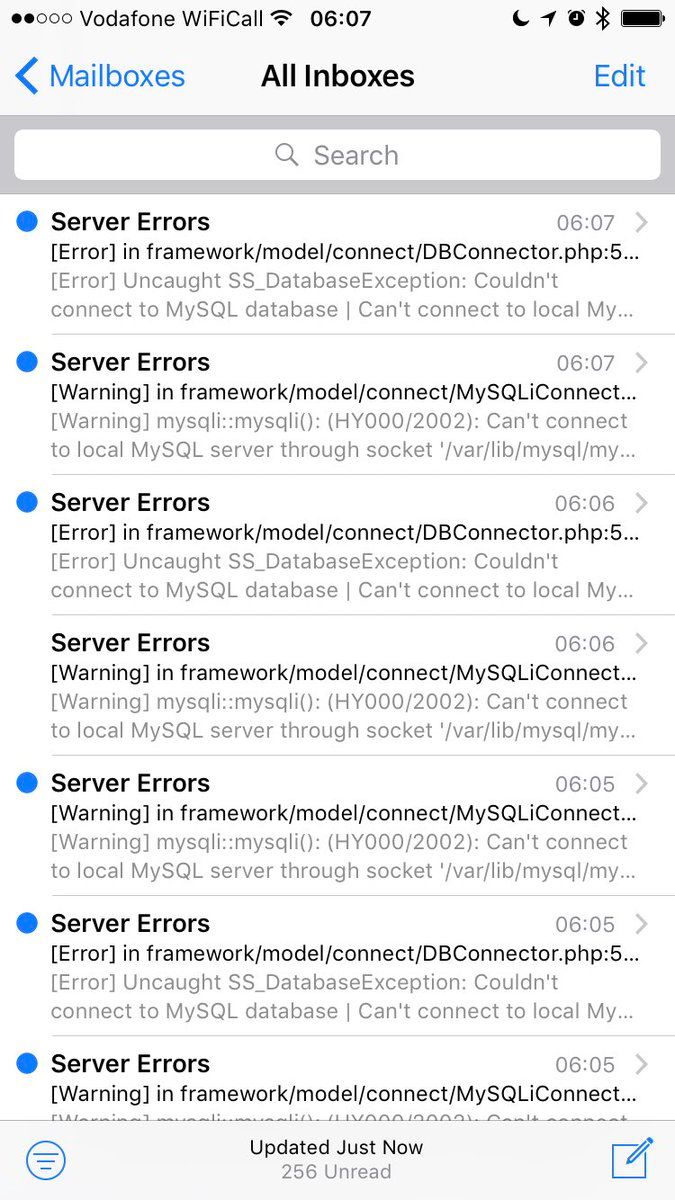 Vodafone WiFiCall 06:07
Mailboxes All Inboxes Edit
Search
Server Errors 06:07
[Error] in framework/model/connect/DBConnector.php:5...
[Error] Uncaught SS_DatabaseException: Couldn't
connect to MySQL database | Can't connect to local My...
Server Errors 06:07
[Warning] in framework/model/connect/MySQLiConnect...
[Warning] mysqli::mysqli(): (HY000/2002): Can't connect
to local MySQL server through socket '/var/lib/mysql/my...
Server Errors 06:06
[Error] in framework/model/connect/DBConnector.php:5...
[Error] Uncaught SS_DatabaseException: Couldn't
connect to MySQL database | Can't connect to local My...
Server Errors 06:06
[Warning] in framework/model/connect/MySQLiConnect...
[Warning] mysqli::mysqli(): (HY000/2002): Can't connect
to local MySQL server through socket '/var/lib/mysql/my...
Server Errors 06:05
[Warning] in framework/model/connect/MySQLiConnect...
[Warning] mysqli::mysqli(): (HY000/2002): Can't connect
to local MySQL server through socket '/var/lib/mysql/my...
Server Errors 06:05
[Error] in framework/model/connect/DBConnector.php:5...
[Error] Uncaught SS_DatabaseException: Couldn't
connect to MySQL database | Can't connect to local My...
Server Errors 06:05
[Warning] in framework/model/connect/MySQLiConnect...
[Warning] mysqli::mysqli(): (HY000/2002): Can't connect
Updated Just Now
256 Unread